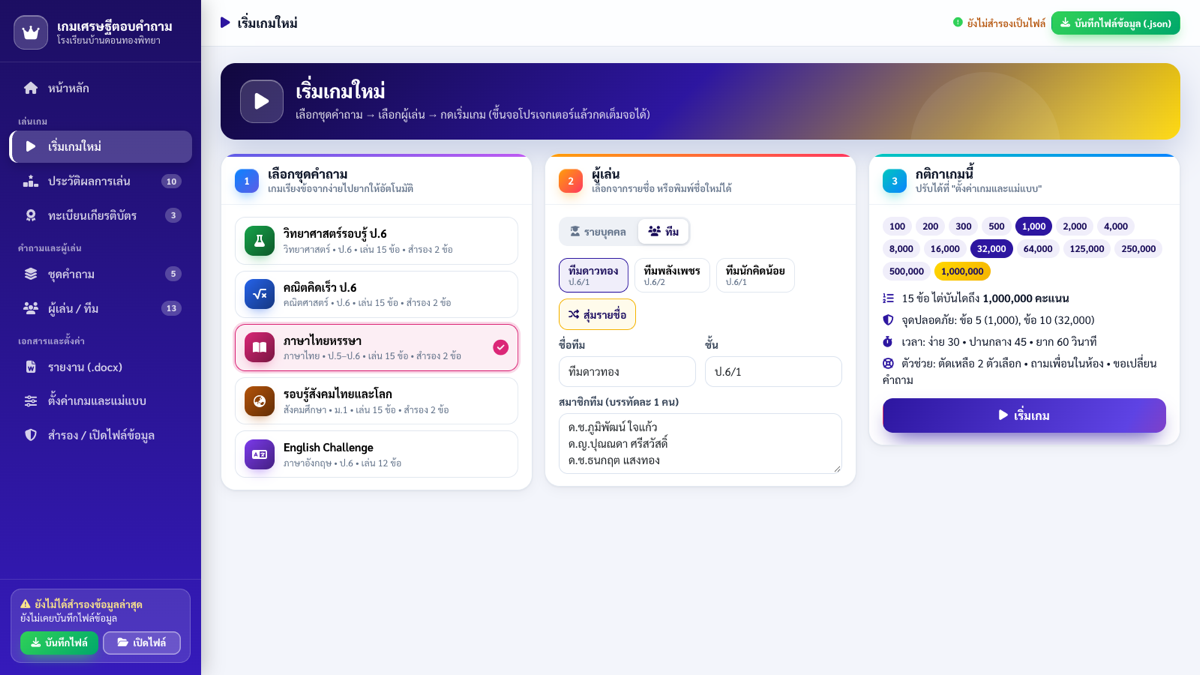 เกมเศรษฐีตอบคำถาม
โรงเรียนบ้านดอนทองพิทยา
หน้าหลัก
เล่นเกม
เริ่มเกมใหม่
ประวัติผลการเล่น 10
ทะเบียนเกียรติบัตร 3
คำถามและผู้เล่น
ชุดคำถาม 5
ผู้เล่น / ทีม 13
เอกสารและตั้งค่า
รายงาน (.docx)
ตั้งค่าเกมและแม่แบบ
สำรอง / เปิดไฟล์ข้อมูล
ยังไม่ได้สำรองข้อมูลล่าสุด
ยังไม่เคยบันทึกไฟล์ข้อมูล
บันทึกไฟล์ เปิดไฟล์
เริ่มเกมใหม่
ยังไม่สำรองเป็นไฟล์ บันทึกไฟล์ข้อมูล (.json)
เริ่มเกมใหม่
เลือกชุดคำถาม → เลือกผู้เล่น → กดเริ่มเกม (ขึ้นจอโปรเจกเตอร์แล้วกดเต็มจอได้)
1 เลือกชุดคำถาม
เกมเรียงข้อจากง่ายไปยากให้อัตโนมัติ
วิทยาศาสตร์รอบรู้ ป.6
วิทยาศาสตร์ • ป.6 • เล่น 15 ข้อ • สำรอง 2 ข้อ
คณิตคิดเร็ว ป.6
คณิตศาสตร์ • ป.6 • เล่น 15 ข้อ • สำรอง 2 ข้อ
ภาษาไทยหรรษา
ภาษาไทย • ป.5–ป.6 • เล่น 15 ข้อ • สำรอง 2 ข้อ
รอบรู้สังคมไทยและโลก
สังคมศึกษา • ม.1 • เล่น 15 ข้อ • สำรอง 2 ข้อ
English Challenge
ภาษาอังกฤษ • ป.6 • เล่น 12 ข้อ
2 ผู้เล่น
เลือกจากรายชื่อ หรือพิมพ์ชื่อใหม่ได้
รายบุคคล ทีม
ทีมดาวทอง ทีมพลังเพชร ทีมนักคิดน้อย
ป.6/1 ป.6/2 ป.6/1
สุ่มรายชื่อ
ชื่อทีม ชั้น
ทีมดาวทอง ป.6/1
สมาชิกทีม (บรรทัดละ 1 คน)
ด.ช.ภูมิพัฒน์ ใจแก้ว
ด.ญ.ปุณณดา ศรีสวัสดิ์
ด.ช.ธนกฤต แสงทอง
3 กติกาเกมนี้
ปรับได้ที่ "ตั้งค่าเกมและแม่แบบ"
100 200 300 500 1,000 2,000 4,000
8,000 16,000 32,000 64,000 125,000 250,000
500,000 1,000,000
15 ข้อ ไต่บันไดถึง 1,000,000 คะแนน
จุดปลอดภัย: ข้อ 5 (1,000), ข้อ 10 (32,000)
เวลา: ง่าย 30 • ปานกลาง 45 • ยาก 60 วินาที
ตัวช่วย: ตัดเหลือ 2 ตัวเลือก • ถามเพื่อนในห้อง • ขอเปลี่ยน
คำถาม
เริ่มเกม